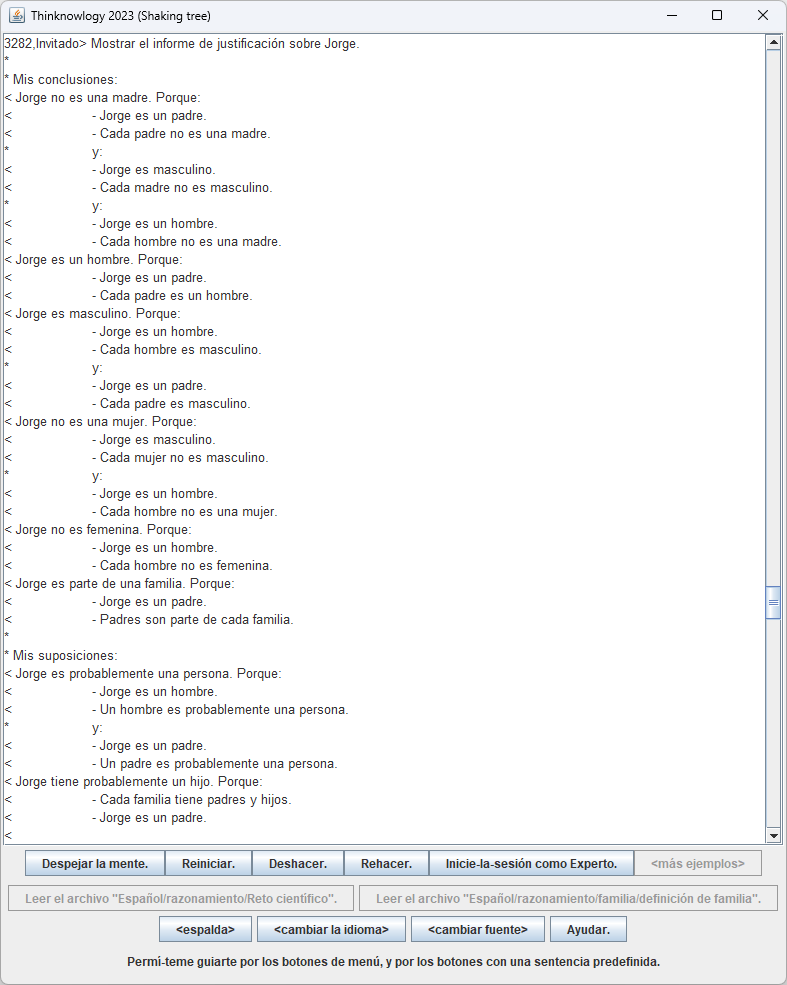 Thinknowlogy 2023 (Shaking tree)
3282,Invitado> Mostrar el informe de justificación sobre Jorge.
*
* Mis conclusiones:
< Jorge no es una madre. Porque:
< - Jorge es un padre.
< - Cada padre no es una madre.
* y:
< - Jorge es masculino.
< - Cada madre no es masculino.
* y:
< - Jorge es un hombre.
< - Cada hombre no es una madre.
< Jorge es un hombre. Porque:
< - Jorge es un padre.
< - Cada padre es un hombre.
< Jorge es masculino. Porque:
< - Jorge es un hombre.
< - Cada hombre es masculino.
* y:
< - Jorge es un padre.
< - Cada padre es masculino.
< Jorge no es una mujer. Porque:
< - Jorge es masculino.
< - Cada mujer no es masculino.
* y:
< - Jorge es un hombre.
< - Cada hombre no es una mujer.
< Jorge no es femenina. Porque:
< - Jorge es un hombre.
< - Cada hombre no es femenina.
< Jorge es parte de una familia. Porque:
< - Jorge es un padre.
< - Padres son parte de cada familia.
*
* Mis suposiciones:
< Jorge es probablemente una persona. Porque:
< - Jorge es un hombre.
< - Un hombre es probablemente una persona.
* y:
< - Jorge es un padre.
< - Un padre es probablemente una persona.
< Jorge tiene probablemente un hijo. Porque:
< - Cada familia tiene padres y hijos.
< - Jorge es un padre.
<
Despejar la mente. Reiniciar. Deshacer. Rehacer. Inicie-la-sesión como Experto. <más ejemplos>
Leer el archivo "Español/razonamiento/Reto científico". Leer el archivo "Español/razonamiento/familia/definición de familia".
<espalda> <cambiar la idioma> <cambiar fuente> Ayudar.
Permí-teme guiarte por los botones de menú, y por los botones con una sentencia predefinida.